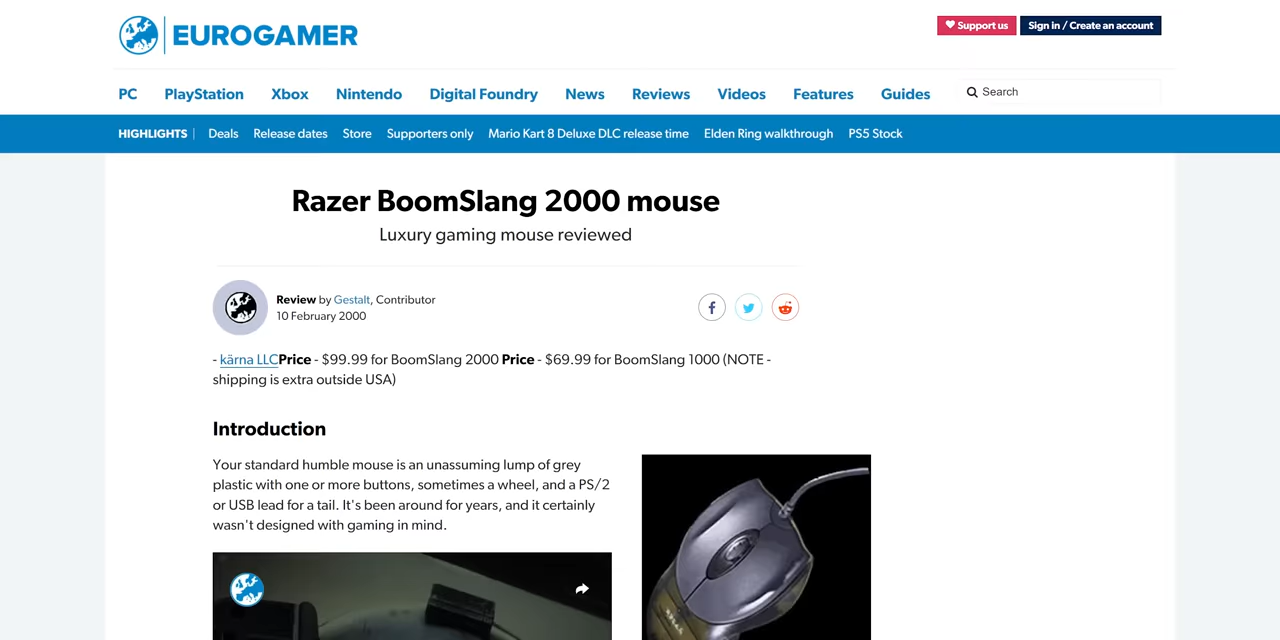 EUROGAMER
Support us
Sign in / Create an account
PC PlayStation Xbox Nintendo Digital Foundry News Reviews Videos Features Guides
Search
HIGHLIGHTS Deals Release dates Store Supporters only Mario Kart 8 Deluxe DLC release time Elden Ring walkthrough PS5 Stock
Razer BoomSlang 2000 mouse
Luxury gaming mouse reviewed
Review by Gestalt, Contributor
10 February 2000
- kärna LLCPrice - $99.99 for BoomSlang 2000 Price - $69.99 for BoomSlang 1000 (NOTE -
shipping is extra outside USA)
Introduction
Your standard humble mouse is an unassuming lump of grey
plastic with one or more buttons, sometimes a wheel, and a PS/2
or USB lead for a tail. It's been around for years, and it certainly
wasn't designed with gaming in mind.